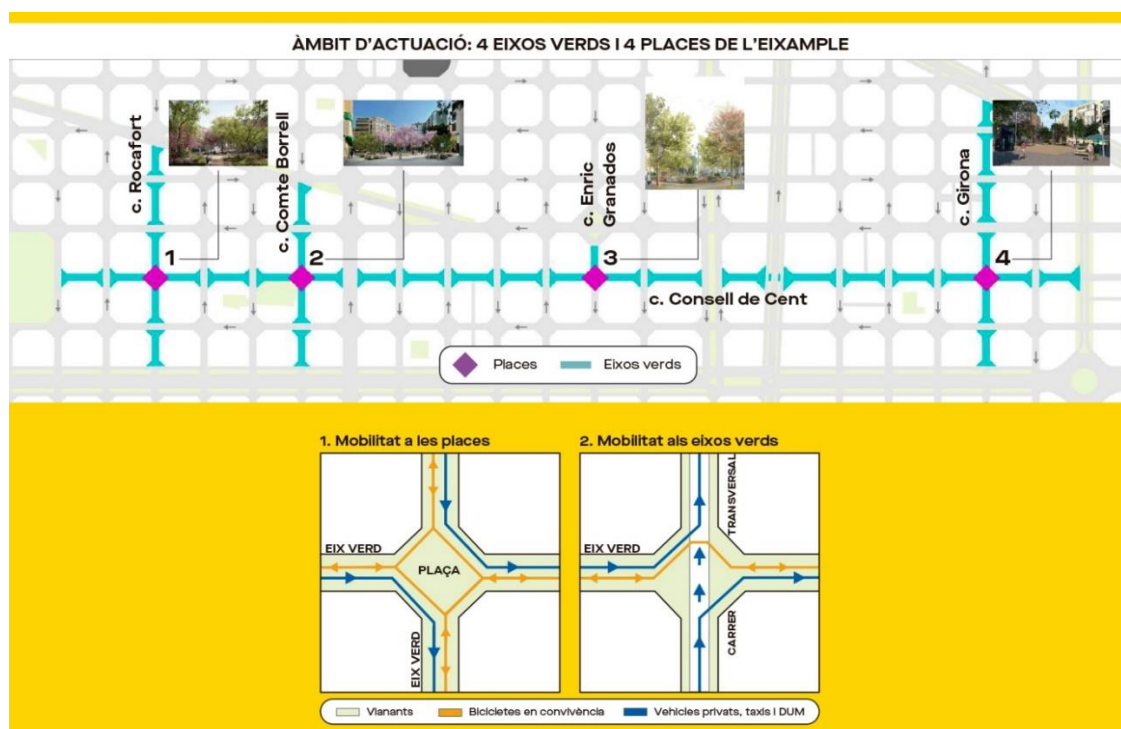 ÀMBIT D'ACTUACIÓ: 4 EIXOS VERDS I 4 PLACES DE L'EIXAMPLE
c. Rocafort
c. Comte Borrell
c. Enric
Granados
c. Girona
1
2
3
4
c. Consell de Cent
Places
Eixos verds
1. Mobilitat a les places
2. Mobilitat als eixos verds
EIX VERD
PLAÇA
EIX VERD
EIX VERD
TRANSVERSAL
CARRER
Vianants
Bicicletes en convivència
Vehicles privats, taxis i DUM